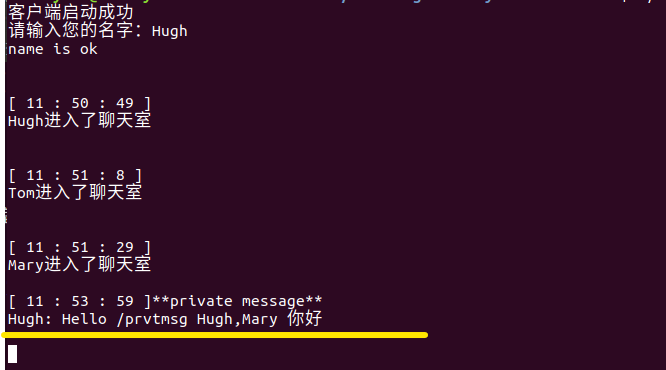 客户端启动成功
请输入您的名字：Hugh
name is ok
[ 11 : 50 : 49 ]
Hugh进入了聊天室
[ 11 : 51 : 8 ]
Tom进入了聊天室
[ 11 : 51 : 29 ]
Mary进入了聊天室
[ 11 : 53 : 59 ]**private message**
Hugh: Hello /prvtmsg Hugh,Mary 你好